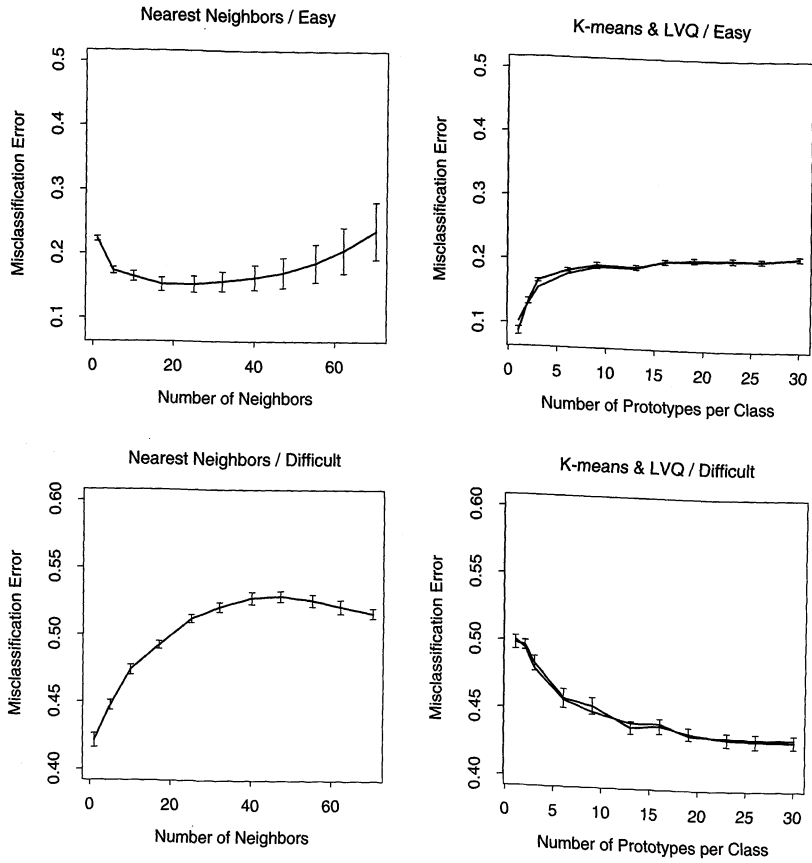 Nearest Neighbors / Easy
Misclassification Error
0.5
0.4
0.3
0.2
0.1
0 20 40 60
Number of Neighbors
K-means & LVQ / Easy
Misclassification Error
0.5
0.4
0.3
0.2
0.1
0 5 10 15 20 25 30
Number of Prototypes per Class
Nearest Neighbors / Difficult
Misclassification Error
0.60
0.55
0.50
0.45
0.40
0 20 40 60
Number of Neighbors
K-means & LVQ / Difficult
Misclassification Error
0.60
0.55
0.50
0.45
0.40
0 5 10 15 20 25 30
Number of Prototypes per Class